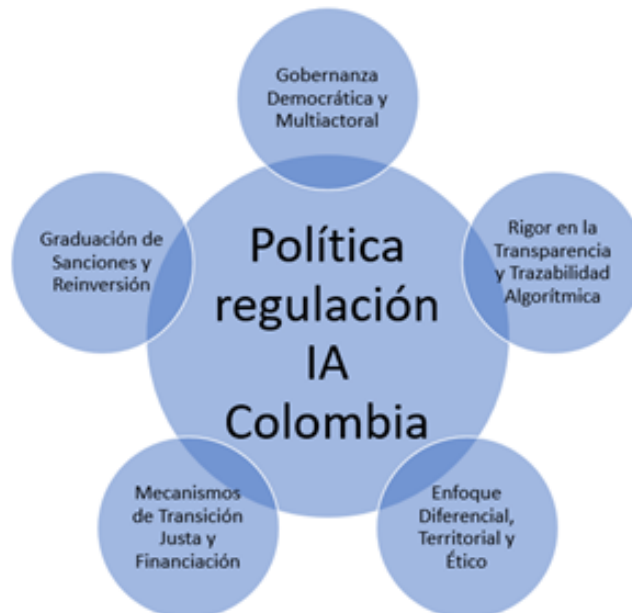 Gobernanza
Democrática y
Multiactoral
Graduación de
Sanciones y
Reinversión
Política
regulación
IA
Colombia
Rigor en la
Transparencia
y Trazabilidad
Algorítmica
Mecanismos
de Transición
Justa y
Financiación
Enfoque
Diferencial,
Territorial y
Ético